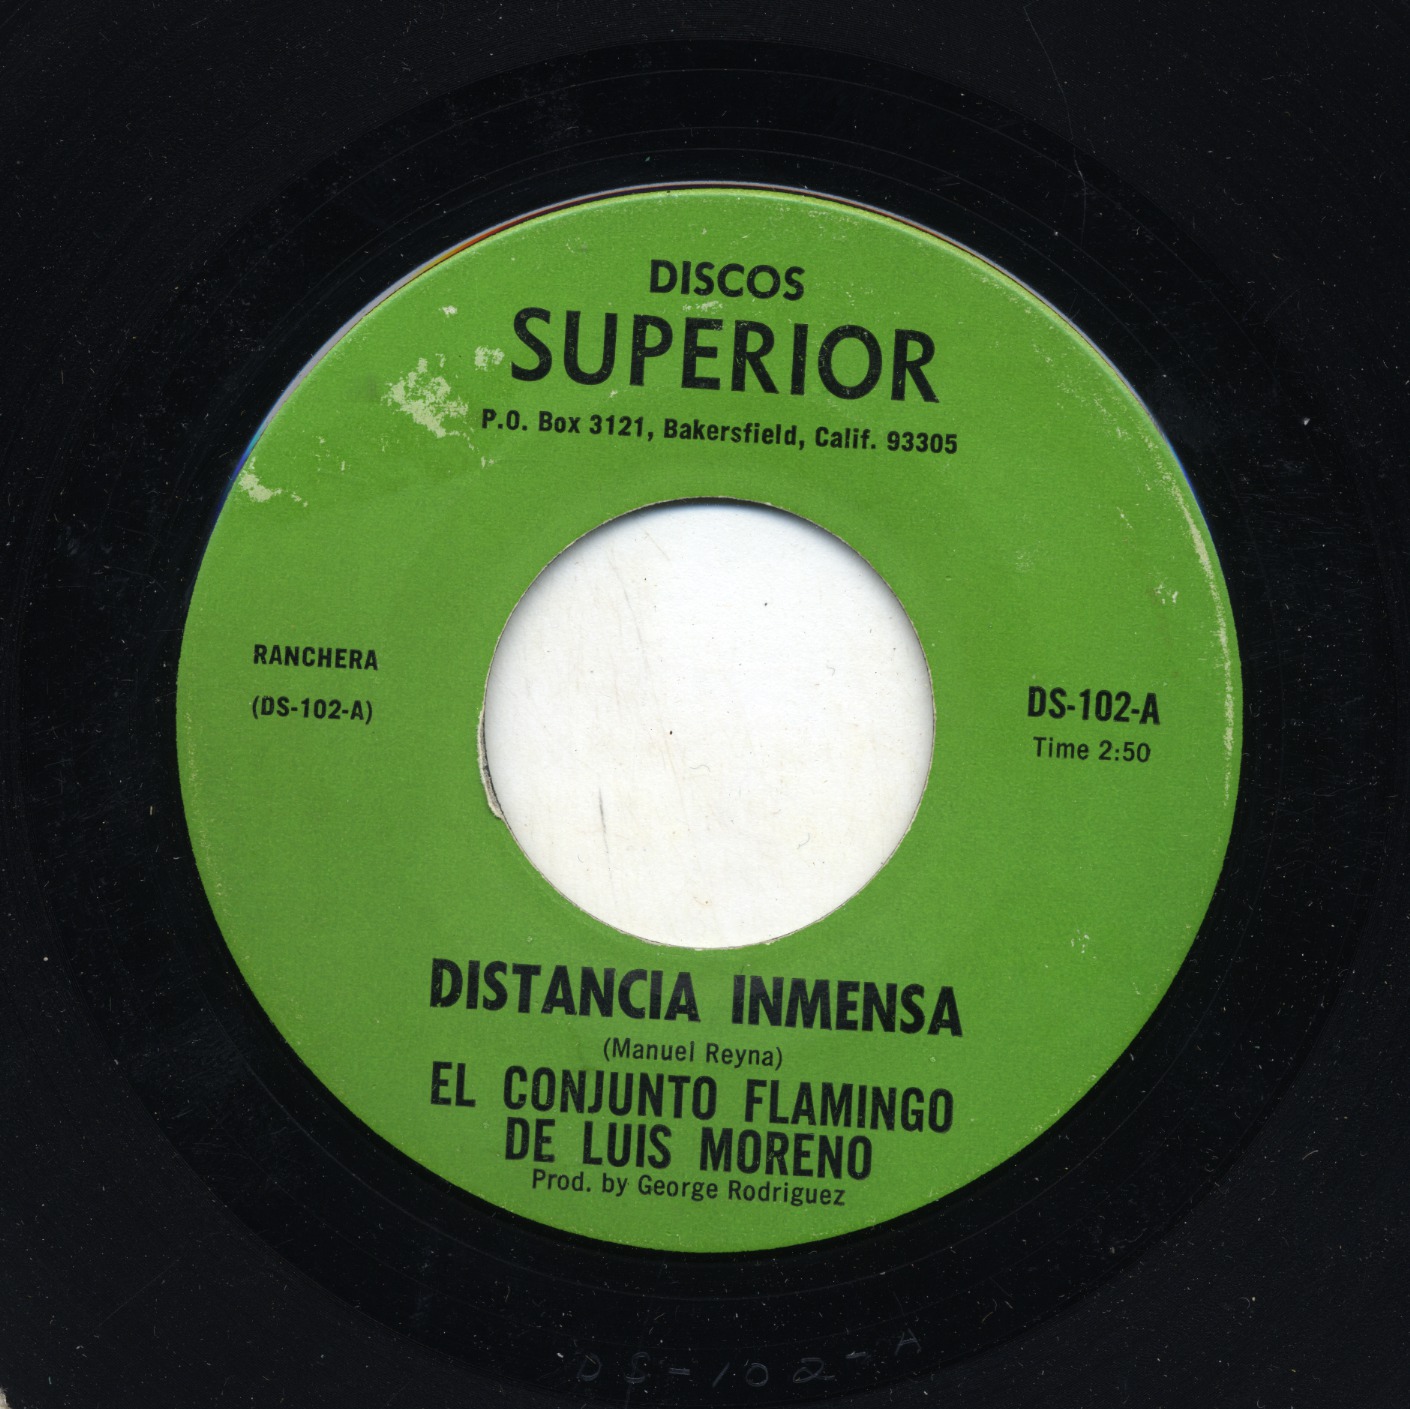 DISCOS
SUPERIOR
P.O. Box 3121, Bakersfield, Calif. 93305
RANCHERA
(DS-102-A)
DS-102-A
Time 2:50
DISTANCIA INMENSA
(Manuel Reyna)
EL CONJUNTO FLAMINGO
DE LUIS MORENO
Prod. by George Rodriguez
DS-102-A